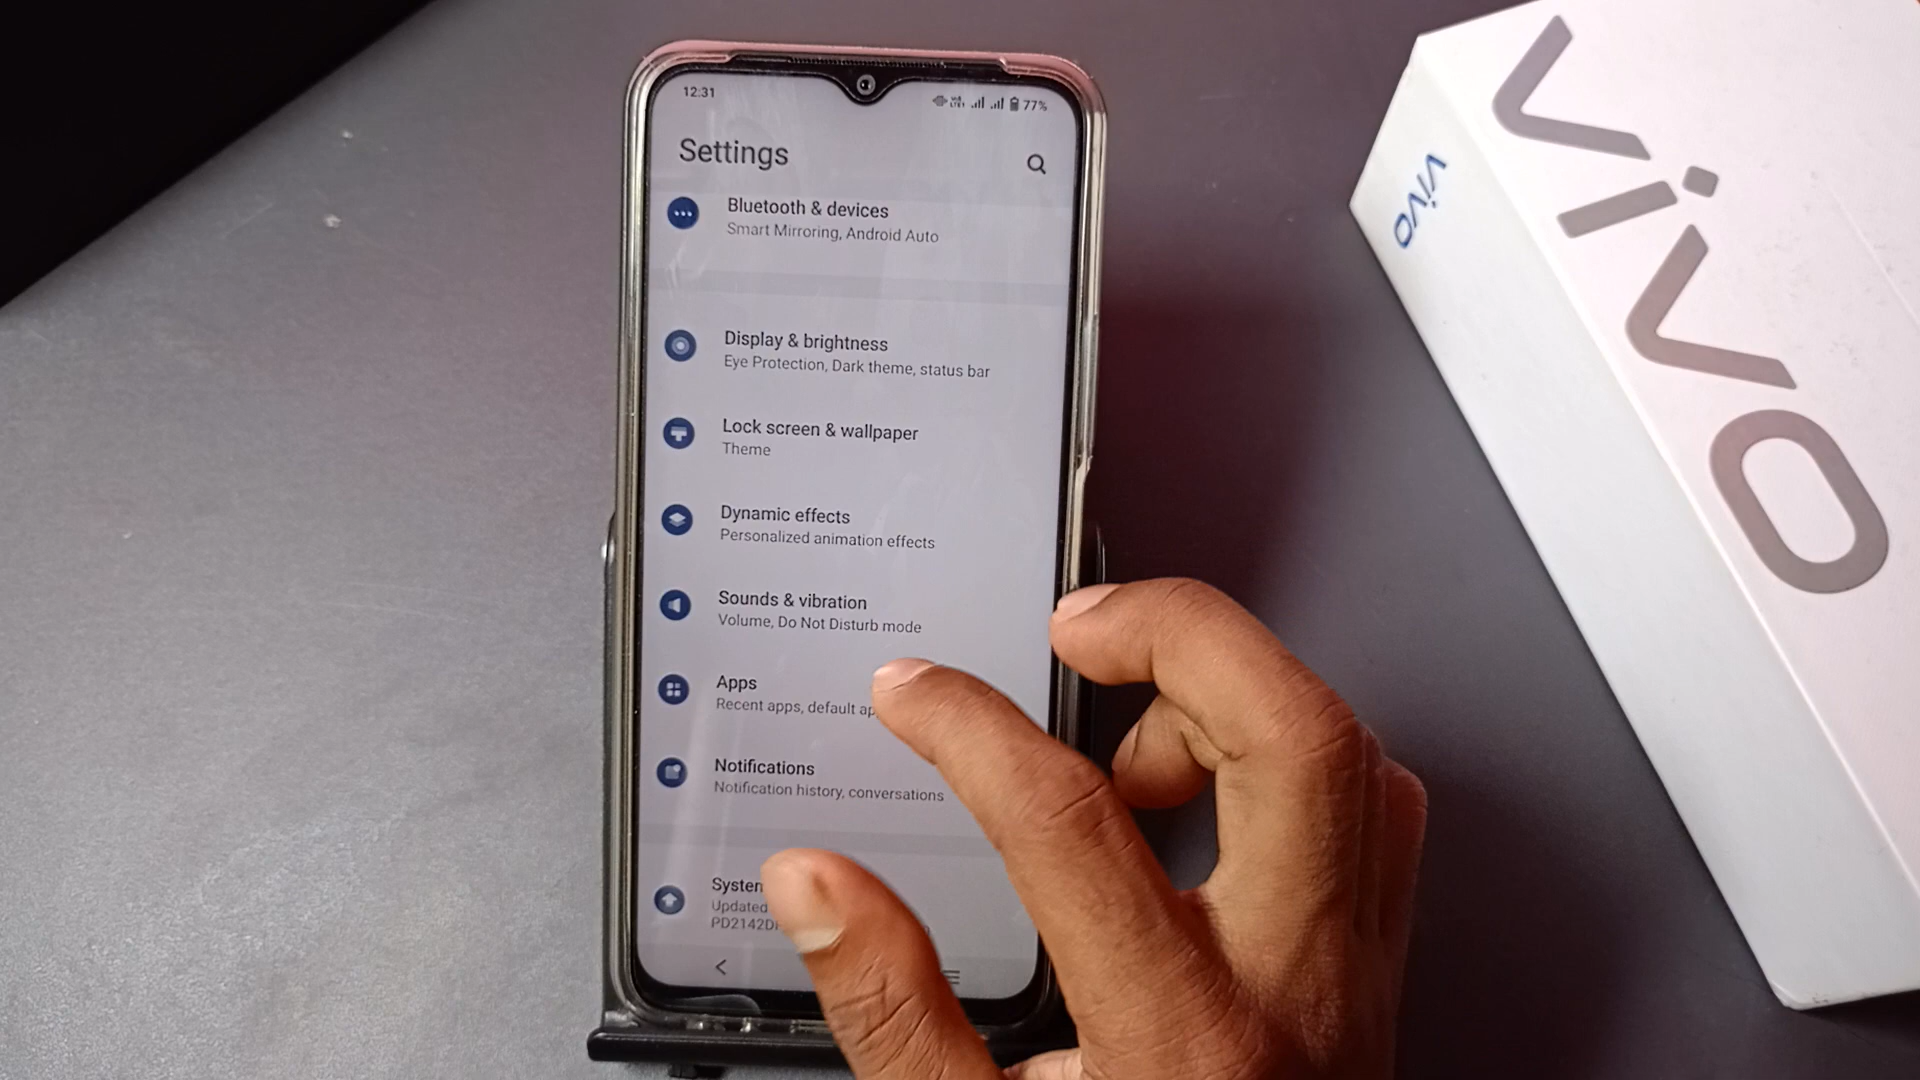 12:31
77%
Settings
Bluetooth & devices
Smart Mirroring, Android Auto
Display & brightness
Eye Protection, Dark theme, status bar
Lock screen & wallpaper
Theme
Dynamic effects
Personalized animation effects
Sounds & vibration
Volume, Do Not Disturb mode
Apps
Recent apps, default
Notifications
Notification history, conversations
Updated
vivo
vivo